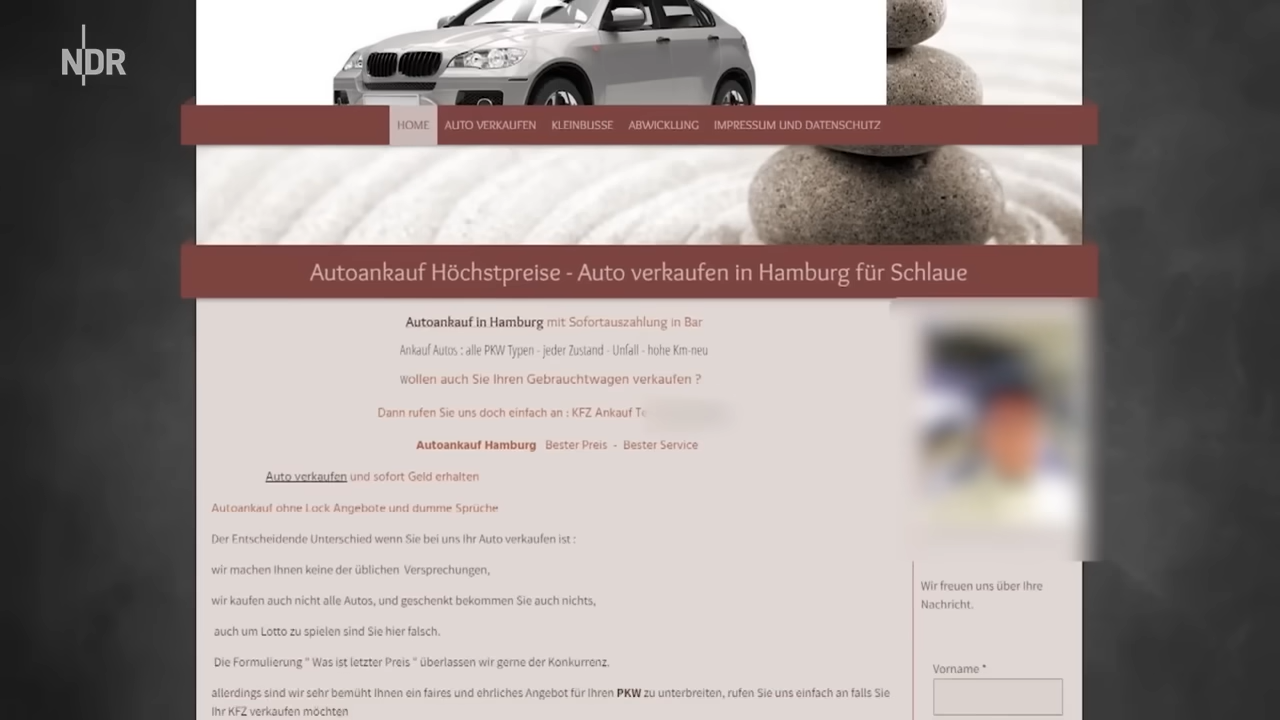 NDR
HOME AUTO VERKAUFEN KLEINBUSSE ABWICKLUNG IMPRESSUM UND DATENSCHUTZ
Autoankauf Höchstpreise - Auto verkaufen in Hamburg für Schlaue
Autoankauf in Hamburg mit Sofortauszahlung in Bar
Ankauf Autos : alle PKW Typen - jeder Zustand - Unfall - hohe Km-neu
Wollen auch Sie Ihren Gebrauchtwagen verkaufen ?
Dann rufen Sie uns doch einfach an : KFZ Ankauf
Autoankauf Hamburg Bester Preis - Bester Service
Auto verkaufen und sofort Geld erhalten
Autoankauf ohne Lock Angebote und dumme Sprüche
Der Entscheidende Unterschied wenn Sie bei uns Ihr Auto verkaufen ist :
wir machen Ihnen keine der üblichen Versprechungen,
wir kaufen auch nicht alle Autos, und geschenkt bekommen Sie auch nichts,
auch um Lotto zu spielen sind Sie hier falsch.
Die Formulierung " Was ist letzter Preis " überlassen wir gerne der Konkurrenz.
allerdings sind wir sehr bemüht Ihnen ein faires und ehrliches Angebot für Ihren PKW zu unterbreiten, rufen Sie uns einfach an falls Sie
Ihr KFZ verkaufen möchten
Wir freuen uns über Ihre
Nachricht.
Vorname *